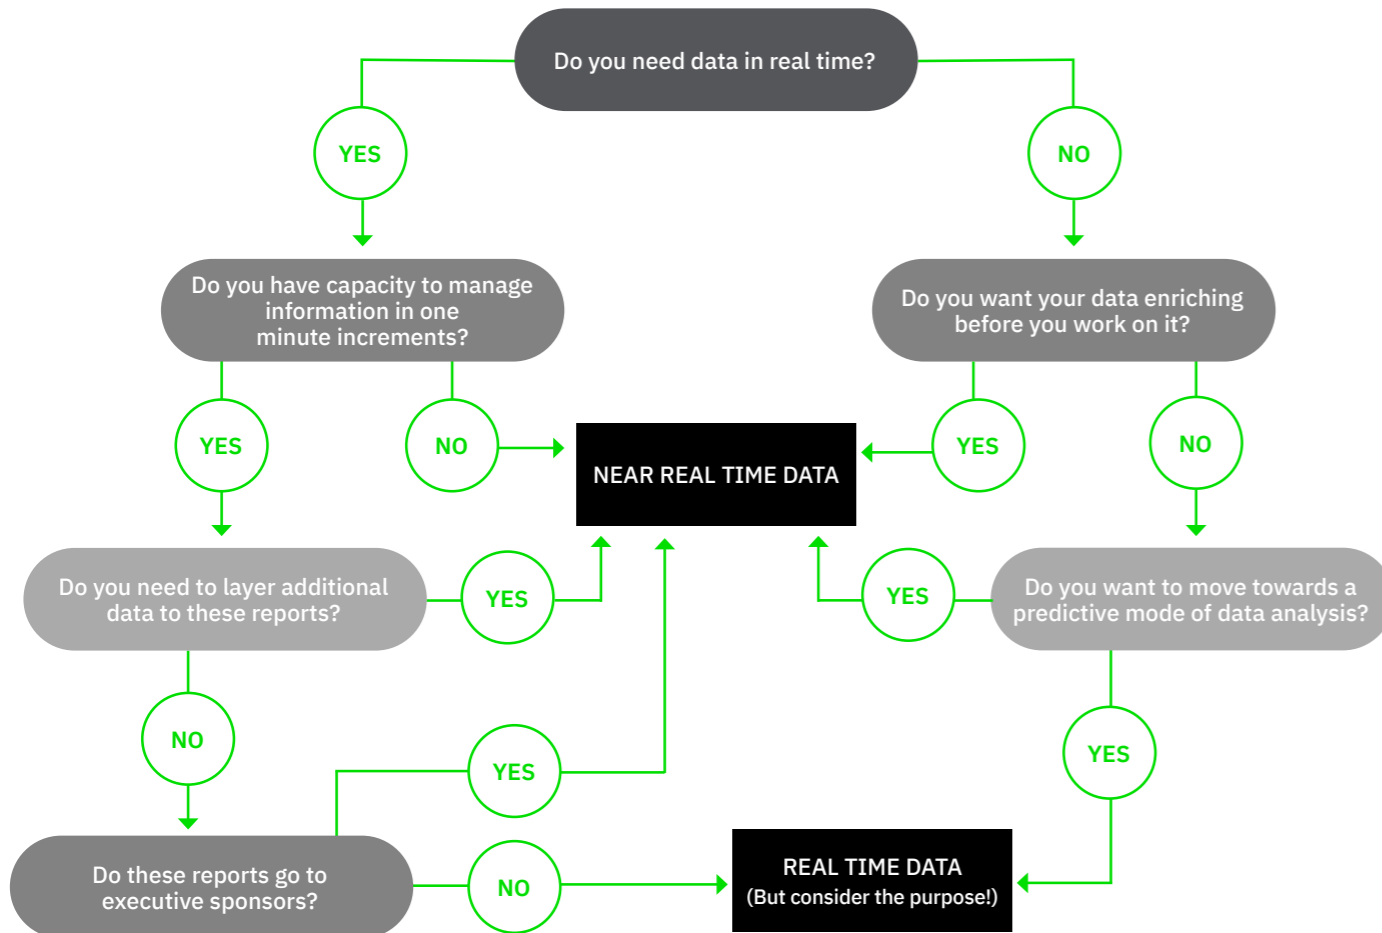 Do you need data in real time?
YES
NO
Do you have capacity to manage
information in one
minute increments?
Do you want your data enriching
before you work on it?
YES
NO
NEAR REAL TIME DATA
YES
NO
Do you need to layer additional
data to these reports?
YES
YES
Do you want to move towards a
predictive mode of data analysis?
NO
YES
YES
Do these reports go to
executive sponsors?
NO
REAL TIME DATA
(But consider the purpose!)